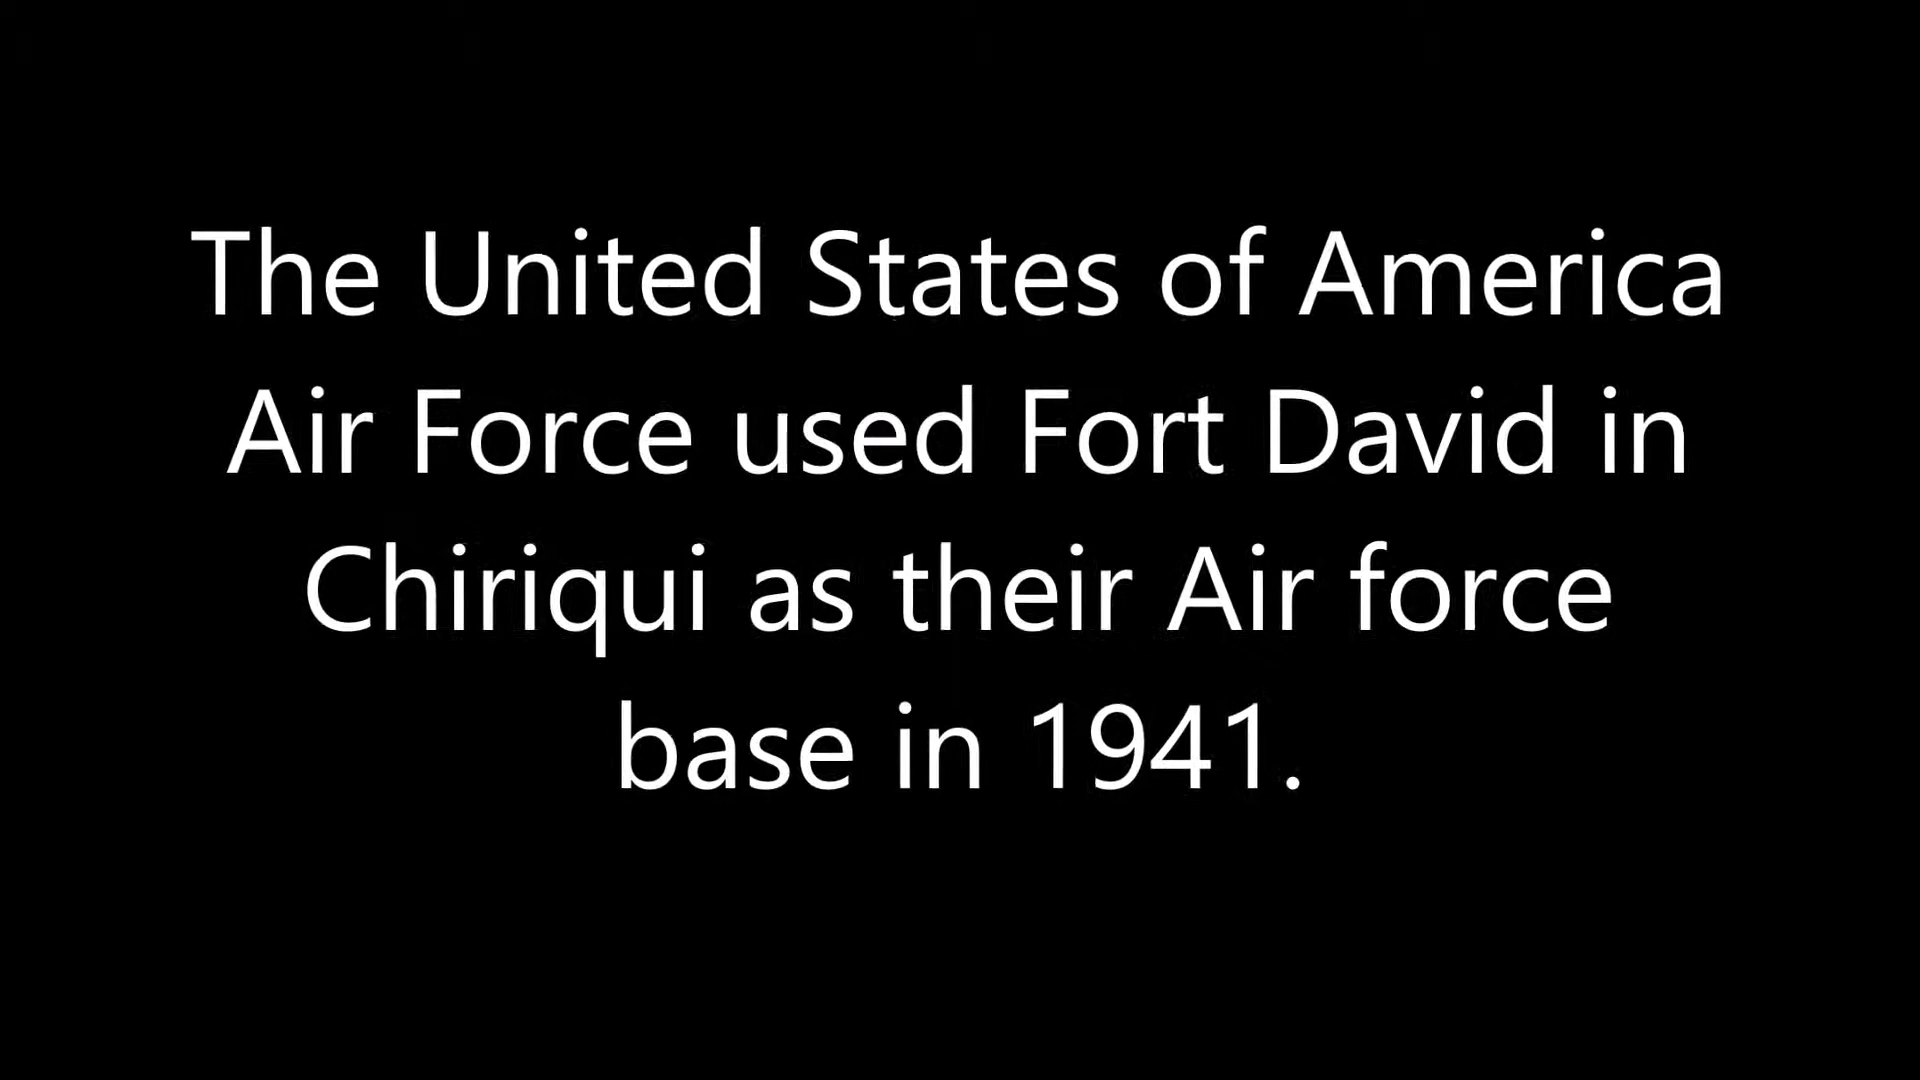 The United States of America
Air Force used Fort David in
Chiriqui as their Air force
base in 1941.